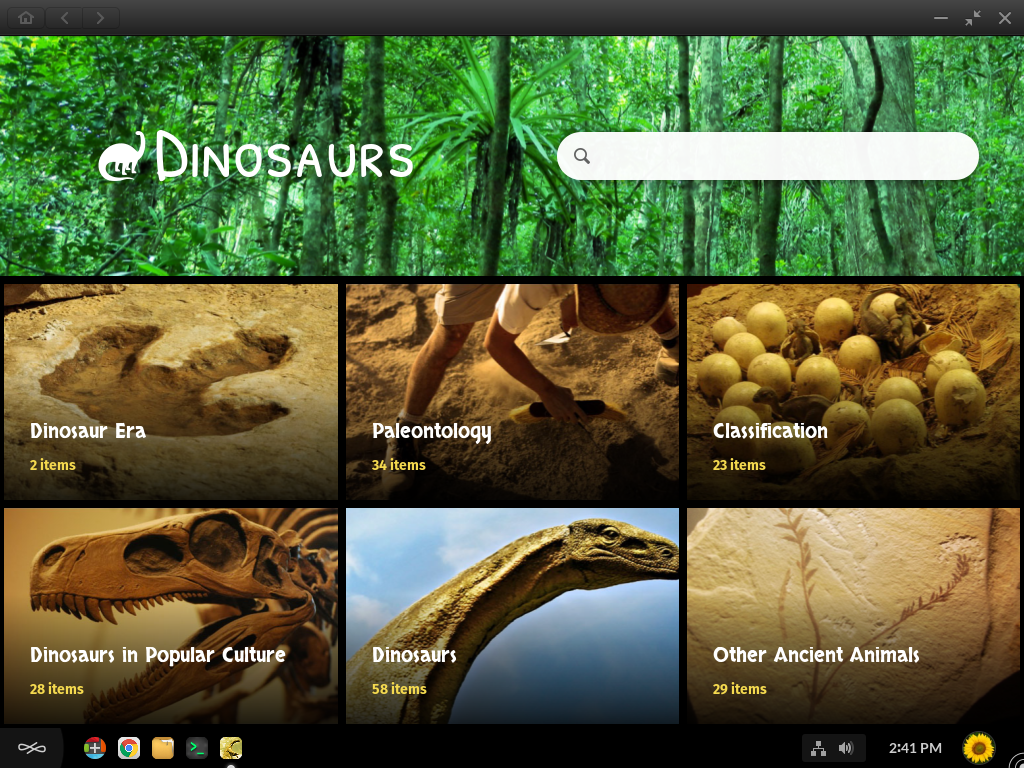 DINOSAURS
Dinosaur Era
2 items
Paleontology
34 items
Classification
23 items
Dinosaurs in Popular Culture
28 items
Dinosaurs
58 items
Other Ancient Animals
29 items
2:41 PM